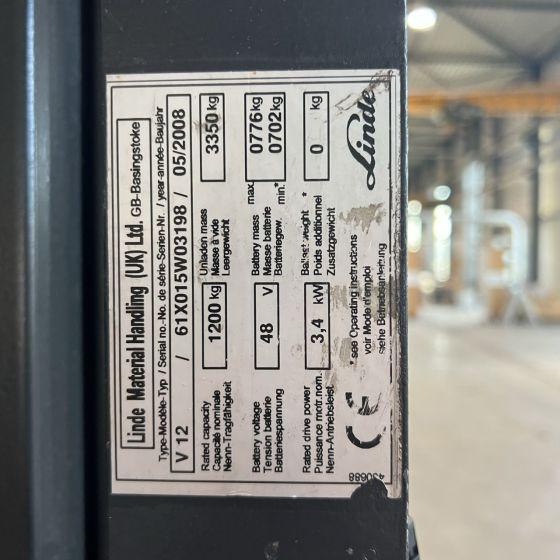 Linde Material Handling (UK) Ltd. GB-Basingstoke
Type-Modèle-Typ / Serial no.-No. de série-Serien-Nr. / year-année-Baujahr
V 12 / 61X015W03198 / 05/2008
Rated capacity
Capacité nominale
Nenn-Tragfähigkeit
1200 kg
Unladen mass
Masse à vide
Leergewicht
3350 kg
Battery voltage
Tension batterie
Batteriespannung
48 V
Battery mass
Masse batterie
Batteriegew.
max.
min.*
0776 kg
0702 kg
Rated drive power
Puissance motr.nom.
Nenn-Antriebsleist
3,4 kW
Ballast weight *
Poids additionnel
Zusatzgewicht
0 kg
CE
* see Operating instructions
voir Mode d'emploi
siehe Betriebsanleitung
Linde